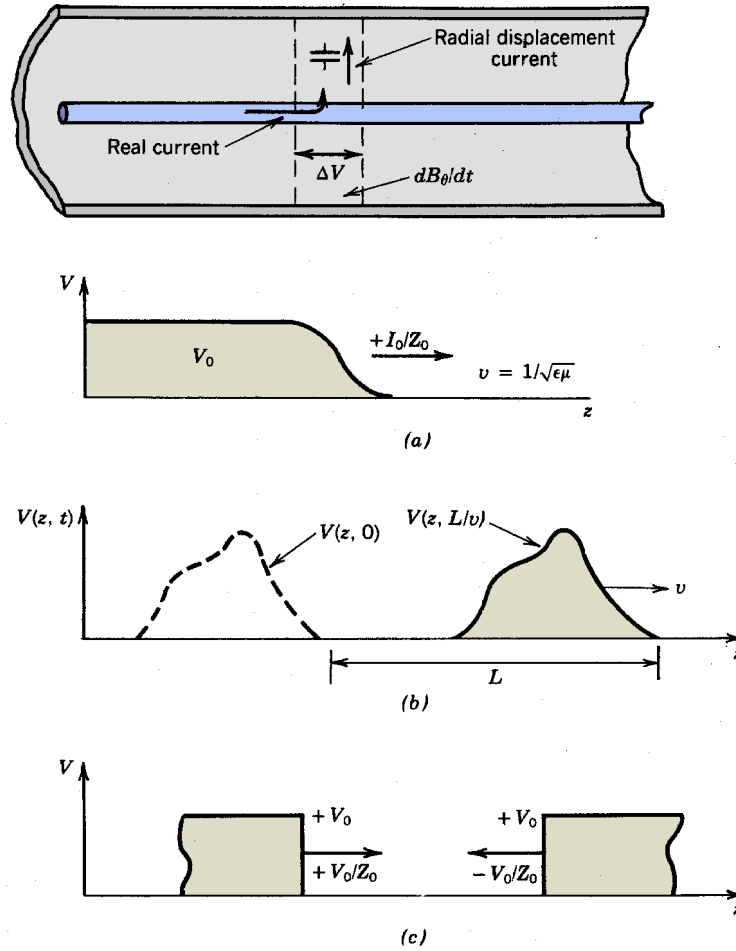 Radial displacement
current
Real current
ΔV
dBθ/dt
V
V₀
+ I₀/Z₀
v = 1/√εμ
z
(a)
V(z, t)
V(z, 0)
V(z, L/v)
v
z
L
(b)
V
+ V₀
+ V₀
+ V₀/Z₀
− V₀/Z₀
z
(c)